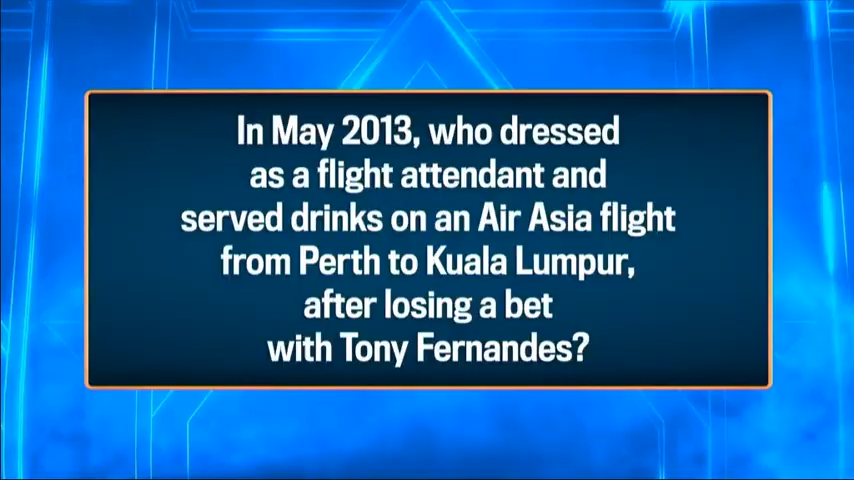 In May 2013, who dressed
as a flight attendant and
served drinks on an Air Asia flight
from Perth to Kuala Lumpur,
after losing a bet
with Tony Fernandes?